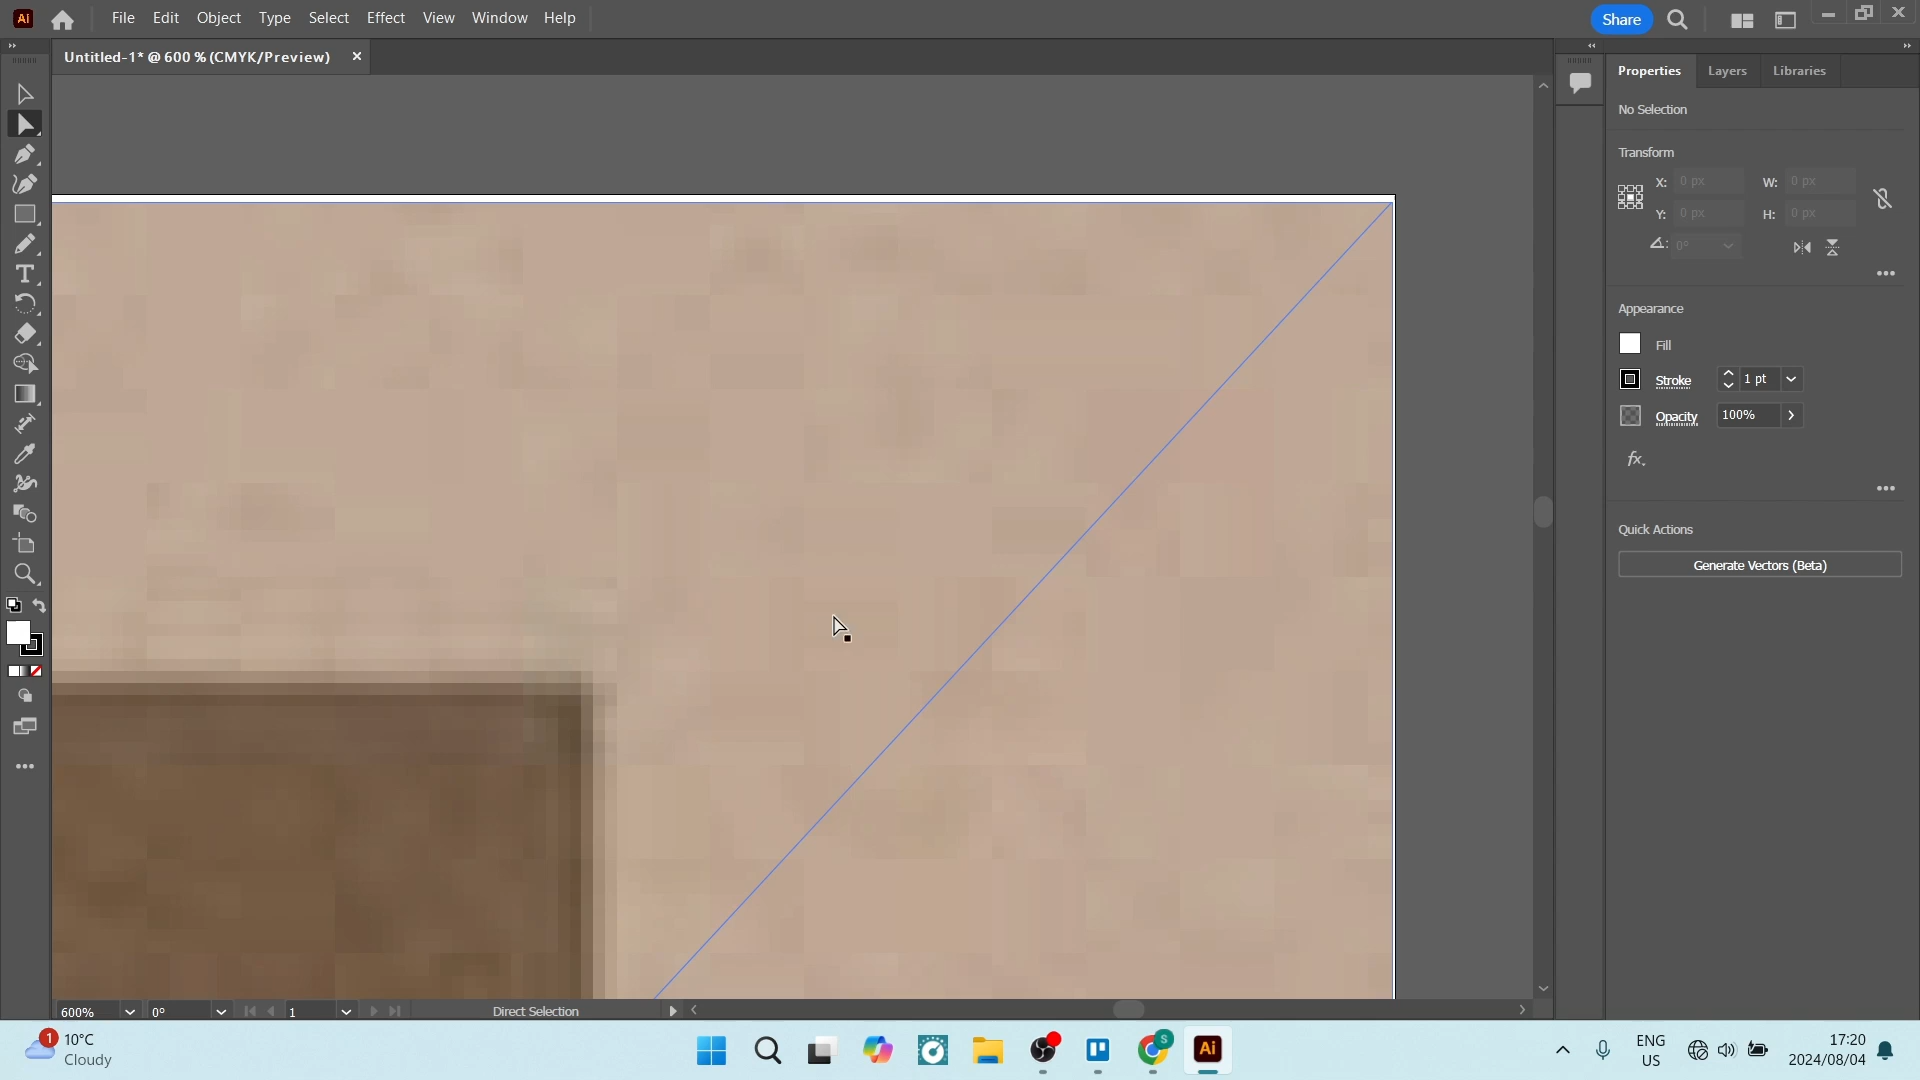 Ai
File Edit Object Type Select Effect View Window Help
Share
Untitled-1* @ 600 % (CMYK/Preview)
Properties Layers Libraries
No Selection
Transform
X: 0 px W: 0 px
Y: 0 px H: 0 px
0°
Appearance
Fill
Stroke 1 pt
Opacity 100%
fx.
Quick Actions
Generate Vectors (Beta)
T
600% 0° 1 Direct Selection
1
10°C
Cloudy
S
Ai
ENG
US
17:20
2024/08/04